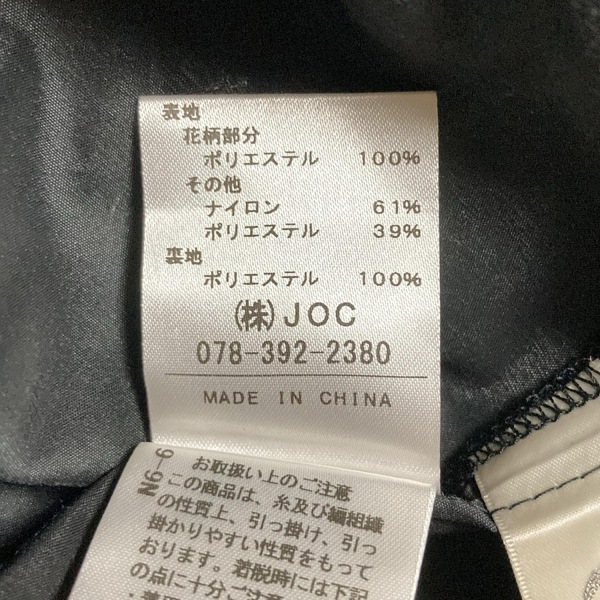 表地
花柄部分
ポリエステル 100%
その他
ナイロン 61%
ポリエステル 39%
裏地
ポリエステル 100%
(株)JOC
078-392-2380
MADE IN CHINA
N6-6
お取扱い上のご注意
この商品は、糸及び編組織
の性質上、引っ掛け、引っ
掛かりやすい性質をもって
おります。着脱時には下記
の点に十分ご注